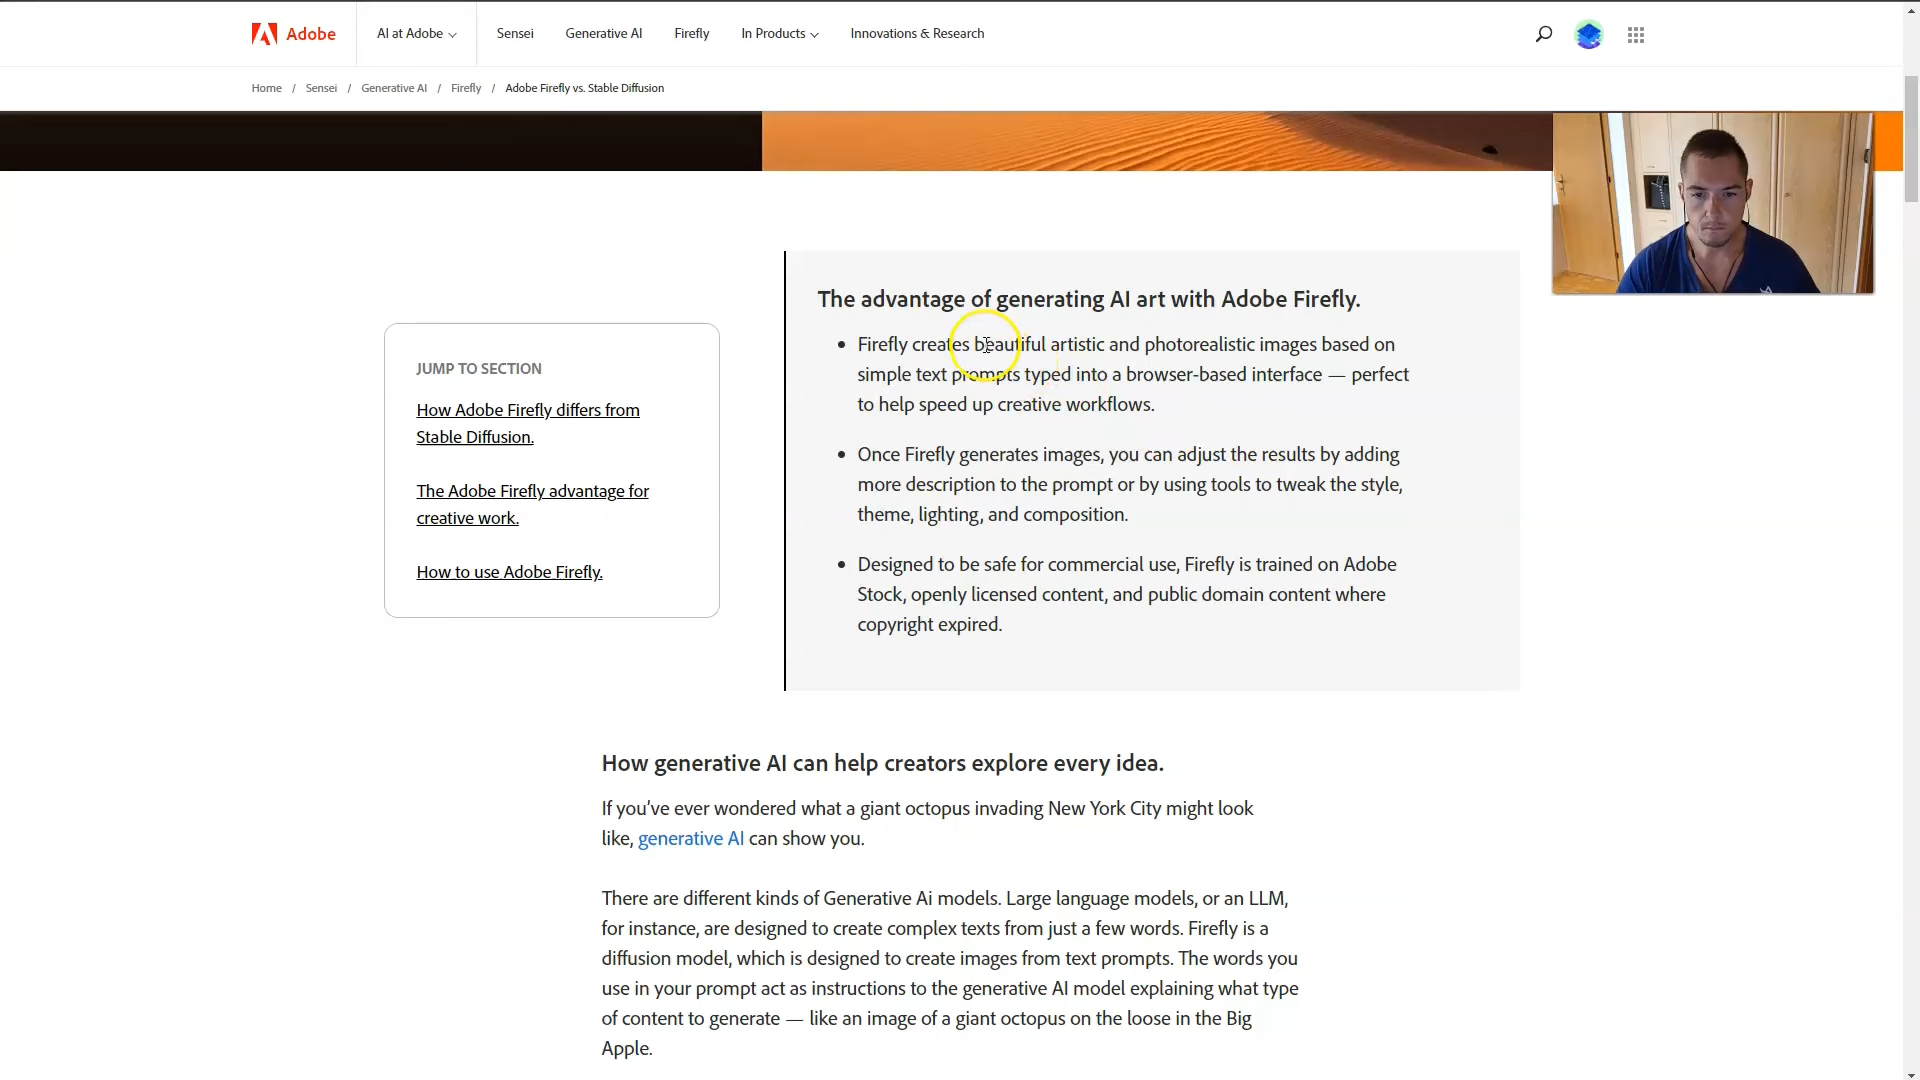 Adobe
AI at Adobe
Sensei
Generative AI
Firefly
In Products
Innovations & Research
Home / Sensei / Generative AI / Firefly / Adobe Firefly vs. Stable Diffusion
JUMP TO SECTION
How Adobe Firefly differs from
Stable Diffusion.
The Adobe Firefly advantage for
creative work.
How to use Adobe Firefly.
The advantage of generating AI art with Adobe Firefly.
• Firefly creates beautiful artistic and photorealistic images based on
simple text prompts typed into a browser-based interface — perfect
to help speed up creative workflows.
• Once Firefly generates images, you can adjust the results by adding
more description to the prompt or by using tools to tweak the style,
theme, lighting, and composition.
• Designed to be safe for commercial use, Firefly is trained on Adobe
Stock, openly licensed content, and public domain content where
copyright expired.
How generative AI can help creators explore every idea.
If you’ve ever wondered what a giant octopus invading New York City might look
like, generative AI can show you.
There are different kinds of Generative Ai models. Large language models, or an LLM,
for instance, are designed to create complex texts from just a few words. Firefly is a
diffusion model, which is designed to create images from text prompts. The words you
use in your prompt act as instructions to the generative AI model explaining what type
of content to generate — like an image of a giant octopus on the loose in the Big
Apple.